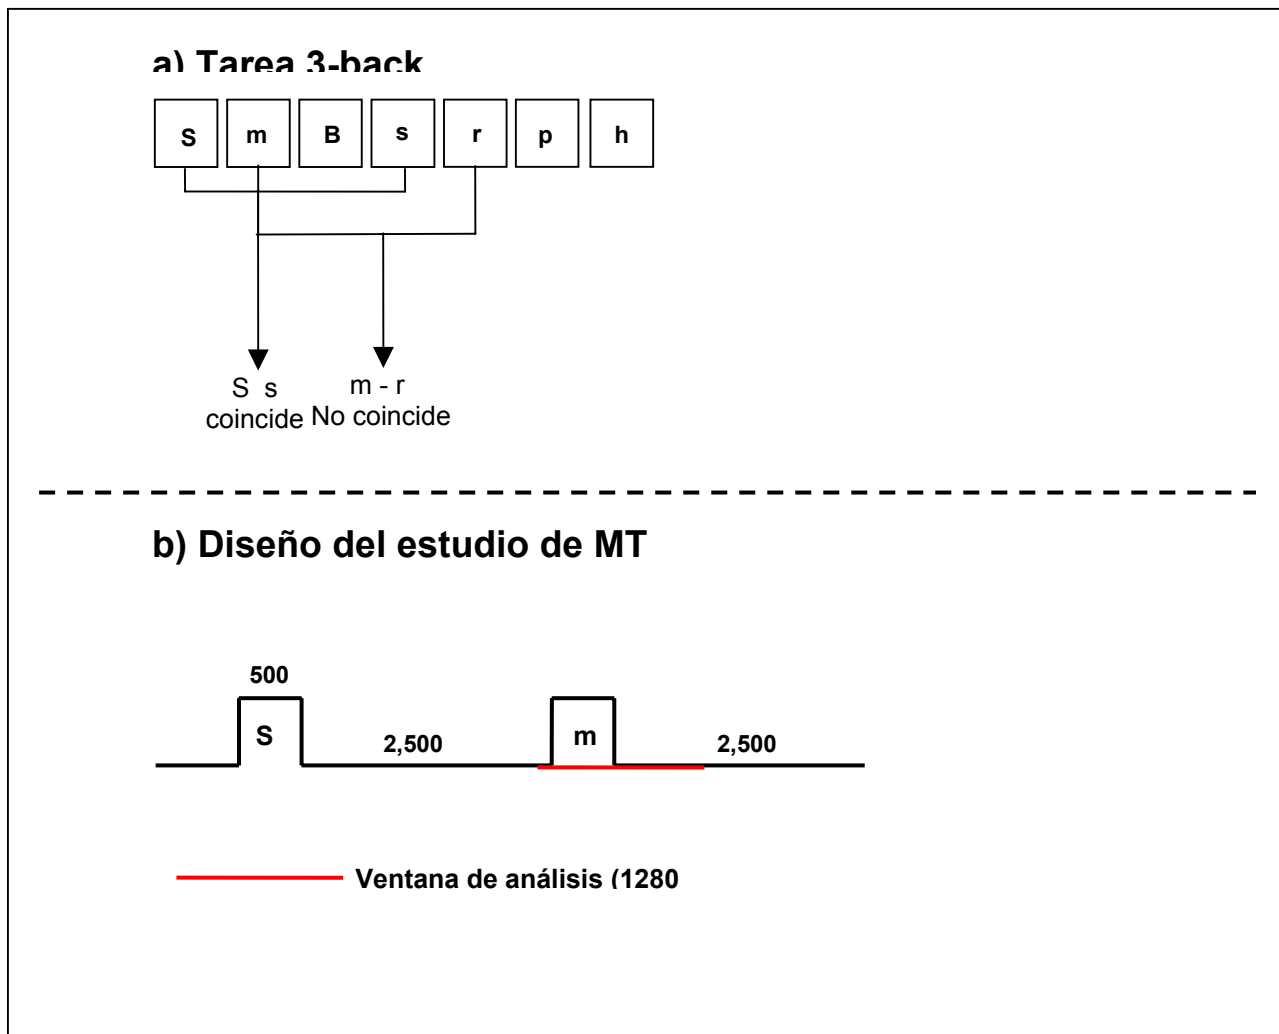 a) Tarea 3-back
S m B s r p h
S s m - r
coincide No coincide
b) Diseño del estudio de MT
500
S 2,500 m 2,500
Ventana de análisis (1280